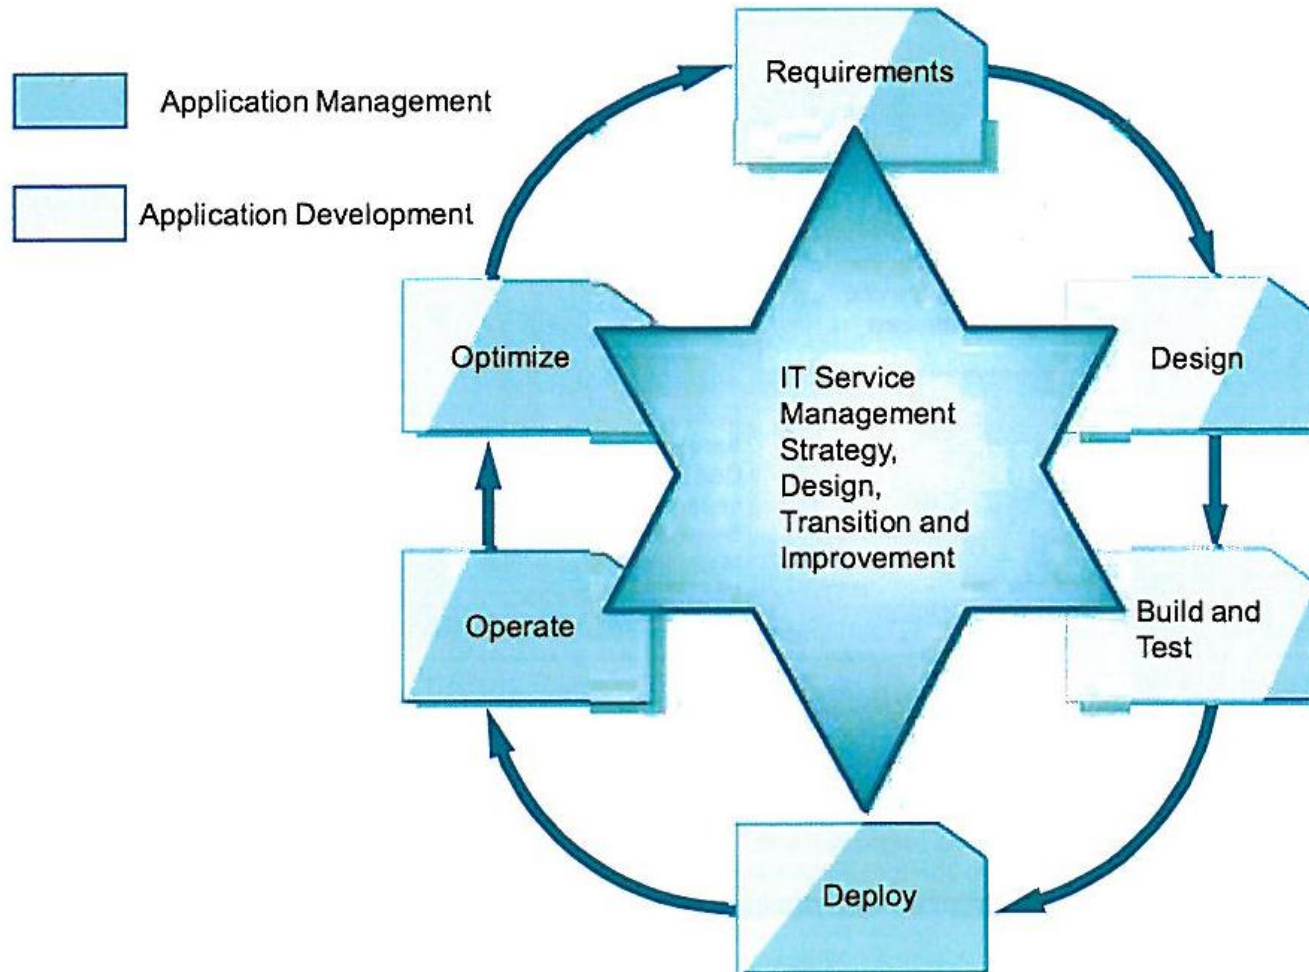 Application Management
Application Development
Requirements
Design
Build and
Test
Deploy
Operate
Optimize
IT Service
Management
Strategy,
Design,
Transition and
Improvement